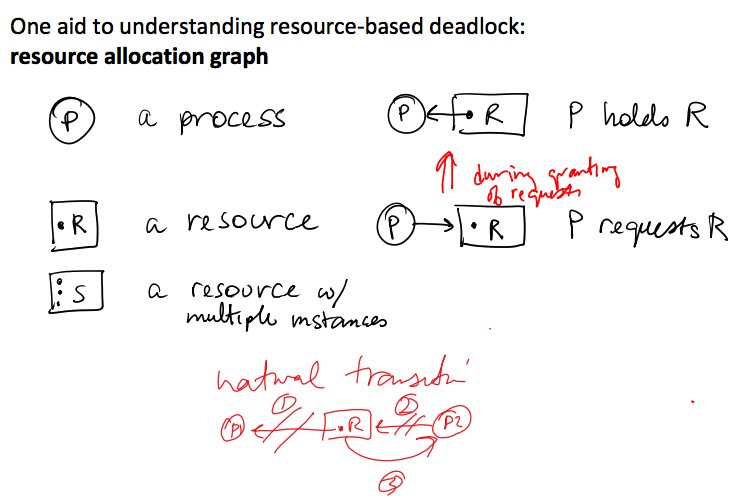 One aid to understanding resource-based deadlock:
resource allocation graph
P a process P R P holds R
during granting
of requests
R a resource P R P requests R
S a resource w/
multiple instances
natural transiti
1 2
P1 R P2
3